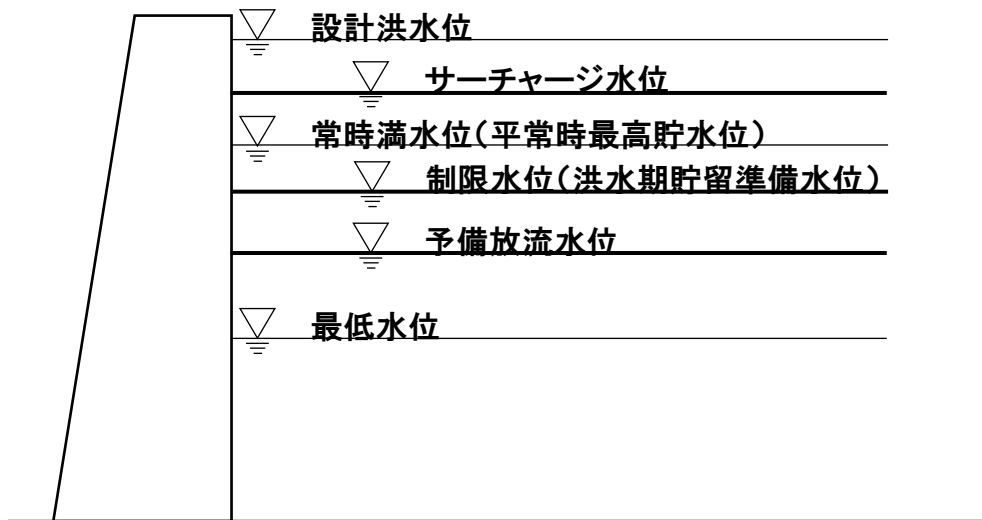 設計洪水位
サーチャージ水位
常時満水位(平常時最高貯水位)
制限水位(洪水期貯留準備水位)
予備放流水位
最低水位